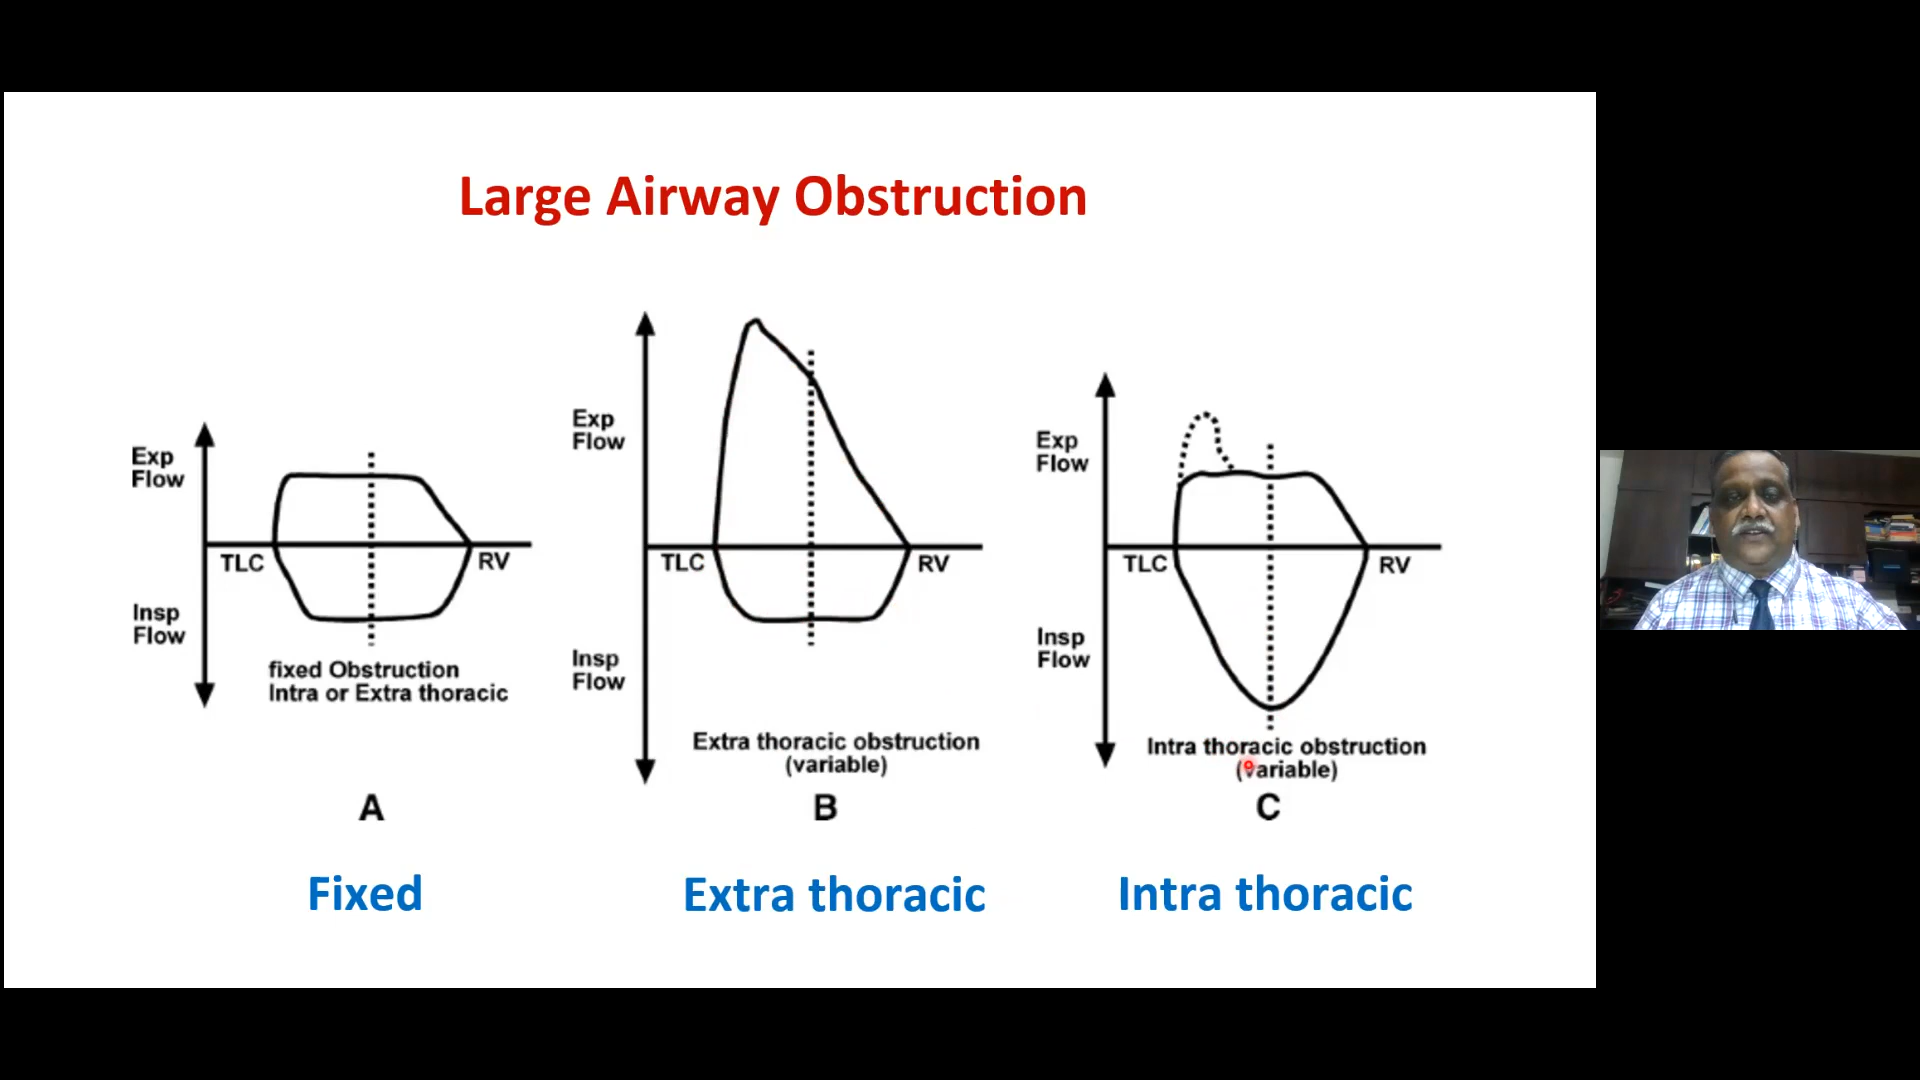 Large Airway Obstruction
Exp
Flow
TLC
RV
Insp
Flow
fixed Obstruction
Intra or Extra thoracic
A
Fixed
Exp
Flow
TLC
RV
Insp
Flow
Extra thoracic obstruction
(variable)
B
Extra thoracic
Exp
Flow
TLC
RV
Insp
Flow
Intra thoracic obstruction
(variable)
C
Intra thoracic